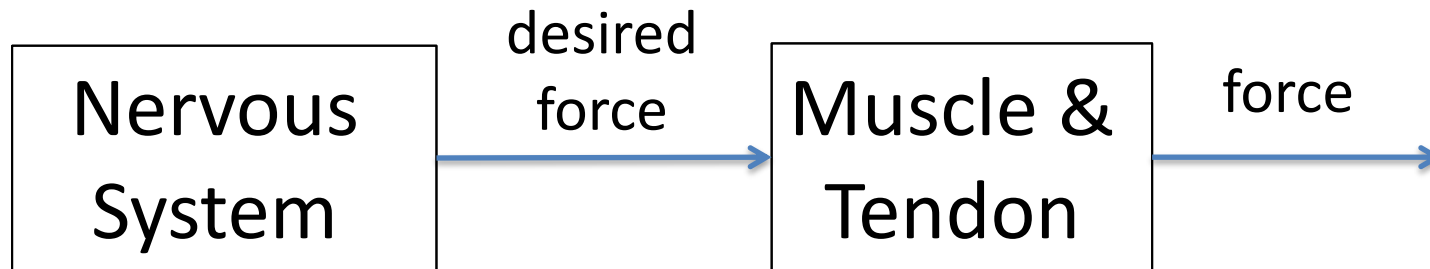 Nervous
System
desired
force
Muscle &
Tendon
force